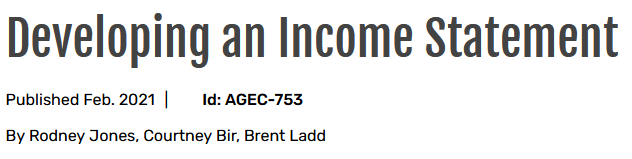 Developing an Income Statement
Published Feb. 2021 | Id: AGEC-753
By Rodney Jones, Courtney Bir, Brent Ladd